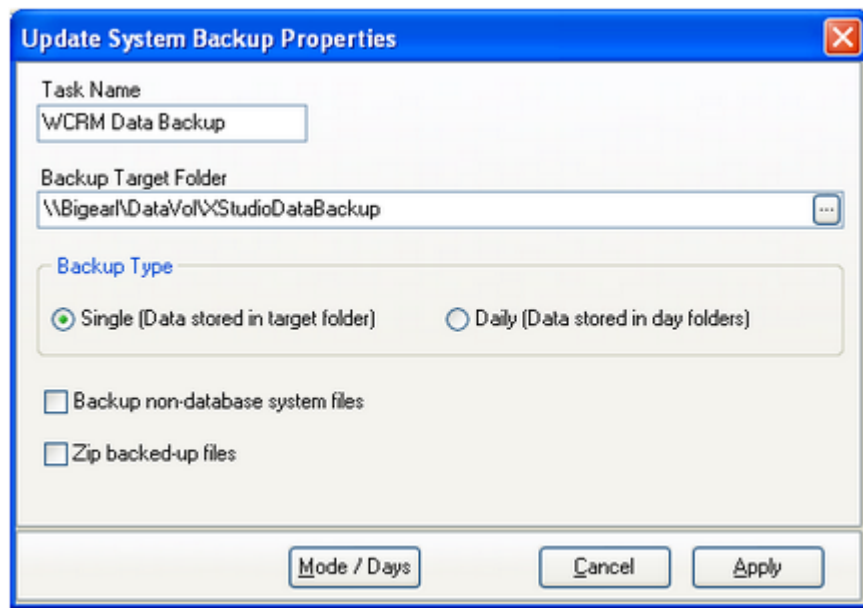 Update System Backup Properties
Task Name
WCRM Data Backup
Backup Target Folder
\\Bigearl\DataVol\XStudioDataBackup
...
Backup Type
Single (Data stored in target folder)
Daily (Data stored in day folders)
Backup non-database system files
Zip backed-up files
Mode / Days
Cancel
Apply